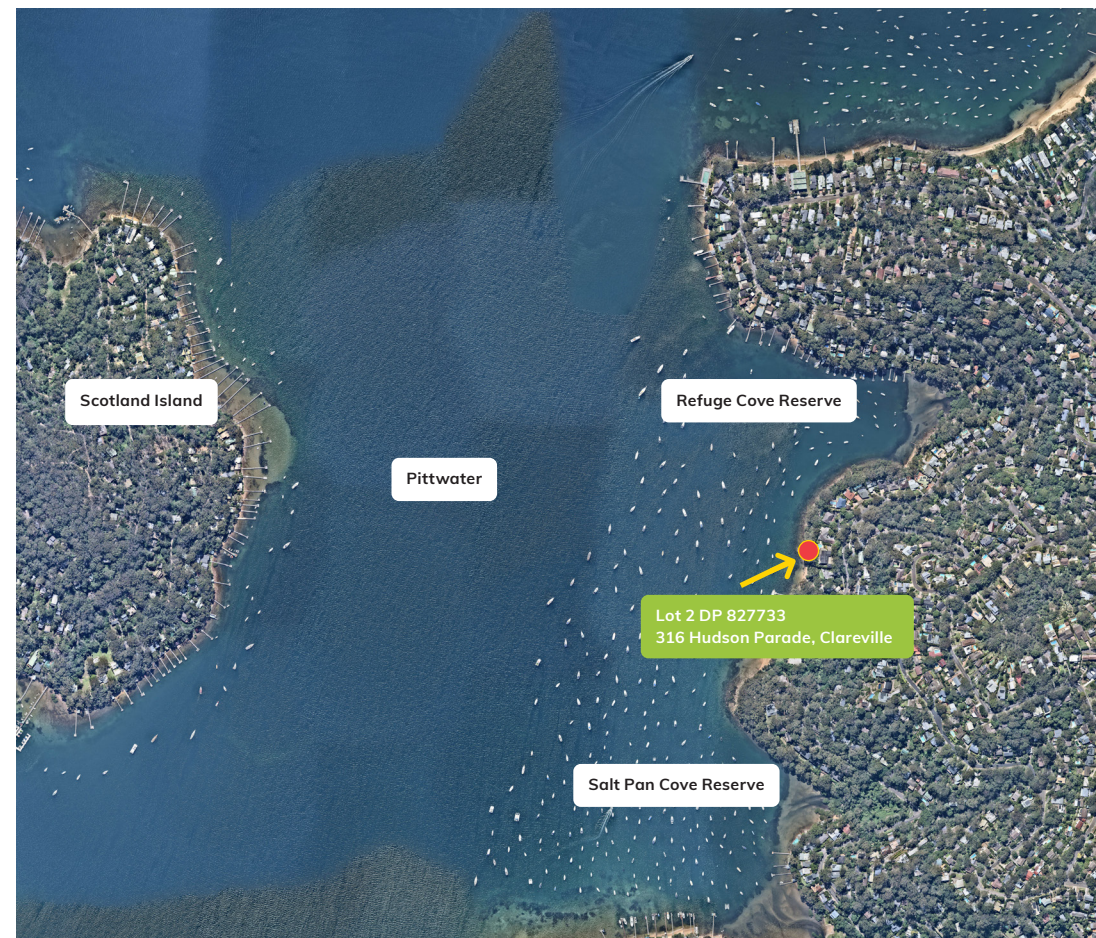 Scotland Island
Refuge Cove Reserve
Pittwater
Lot 2 DP 827733
316 Hudson Parade, Clareville
Salt Pan Cove Reserve